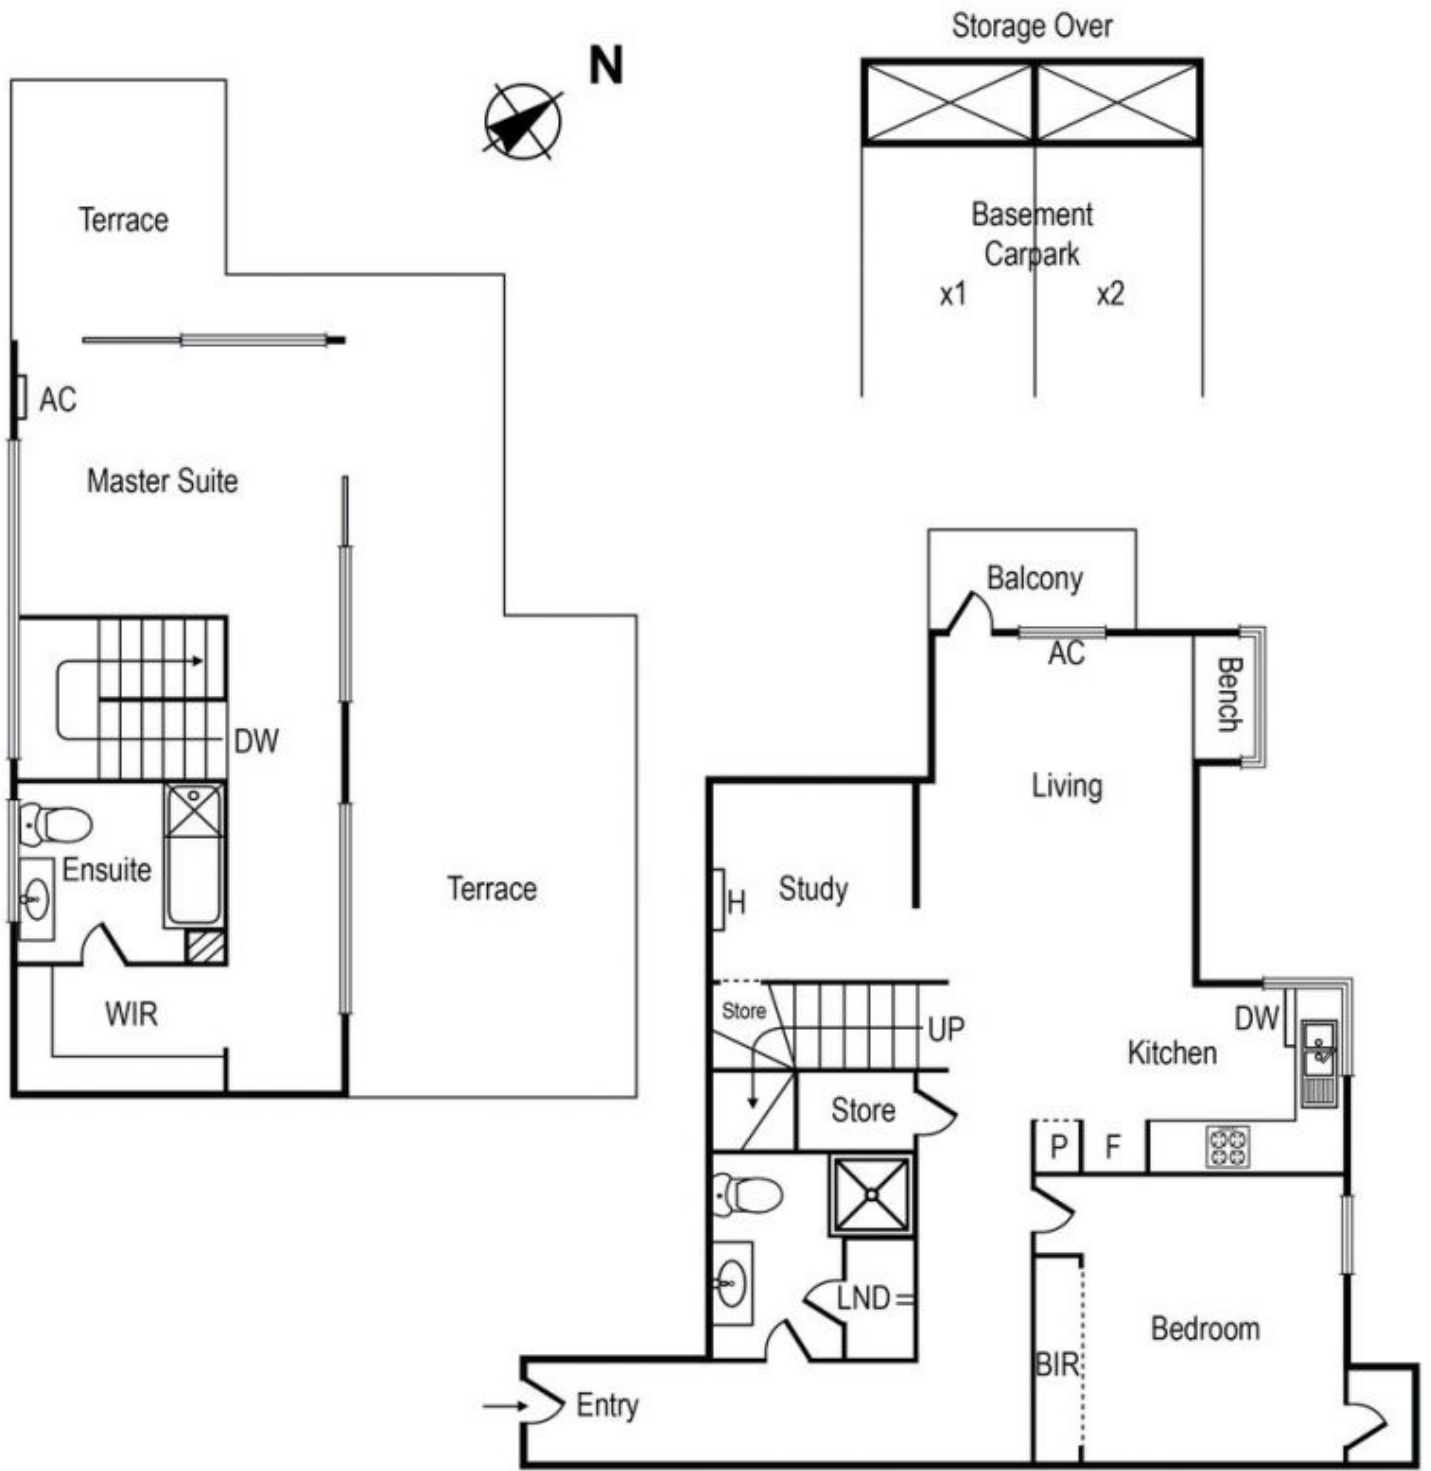 Storage Over
N
Terrace
Basement
Carpark
x1
x2
AC
Master Suite
DW
Ensuite
WIR
Terrace
Balcony
AC
Bench
Living
H
Study
Store
UP
DW
Kitchen
Store
P
F
LND
Bedroom
BIR
Entry